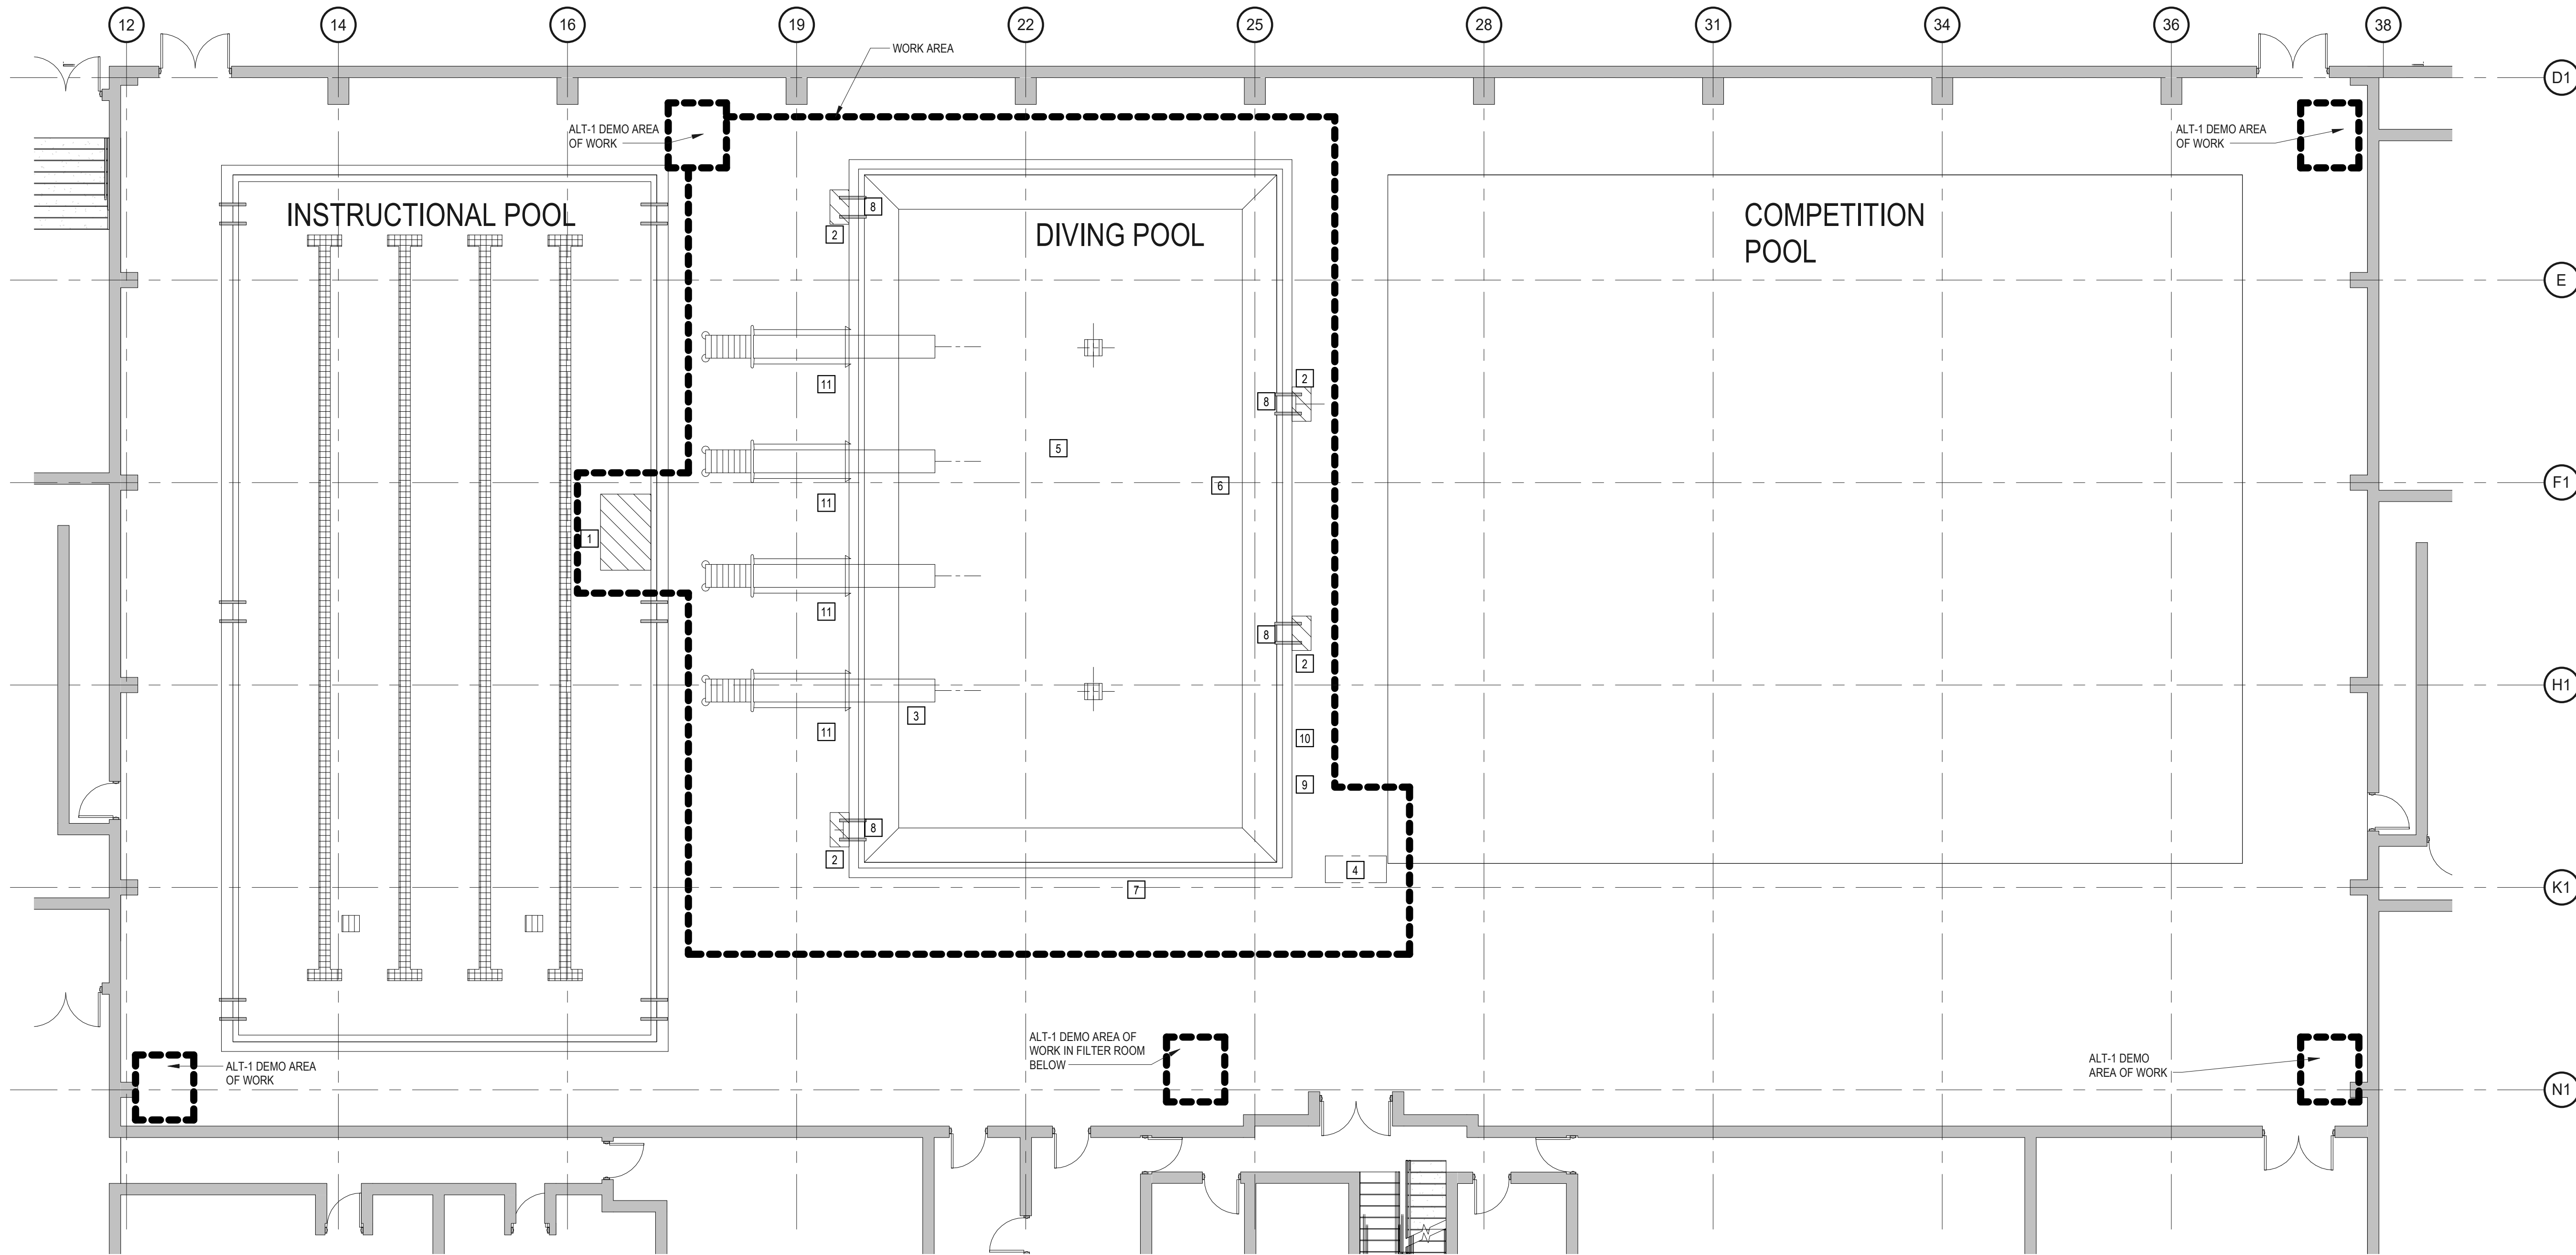 12
14
16
19
22
25
28
31
34
36
38
D1
WORK AREA
ALT-1 DEMO AREA
OF WORK
ALT-1 DEMO AREA
OF WORK
INSTRUCTIONAL POOL
DIVING POOL
COMPETITION
POOL
8
2
E
11
2
8
5
11
6
F1
1
11
8
2
H1
3
11
10
9
8
2
4
7
K1
ALT-1 DEMO AREA
OF WORK
ALT-1 DEMO AREA OF
WORK IN FILTER ROOM
BELOW
ALT-1 DEMO
AREA OF WORK
N1